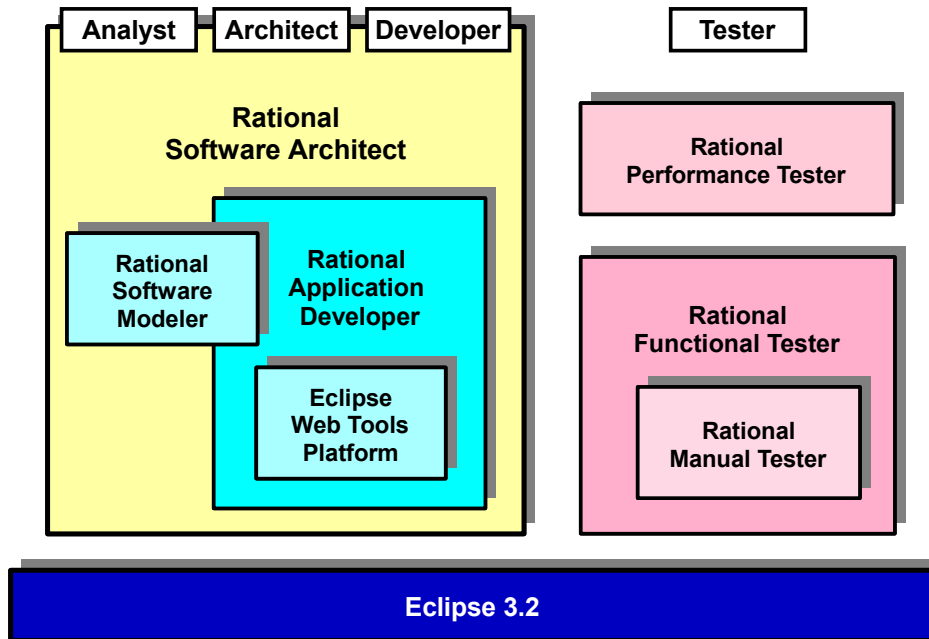 Analyst
Architect
Developer
Tester
Rational
Software Architect
Rational
Performance Tester
Rational
Software
Modeler
Rational
Application
Developer
Eclipse
Web Tools
Platform
Rational
Functional Tester
Rational
Manual Tester
Eclipse 3.2